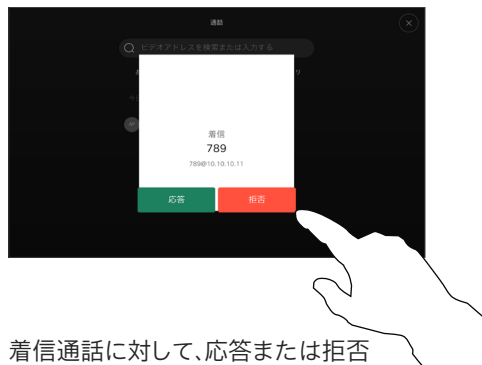 通話
ビデオアドレスを検索または入力する
着信
789
789@10.10.10.11
応答
拒否
着信通話に対して、応答または拒否